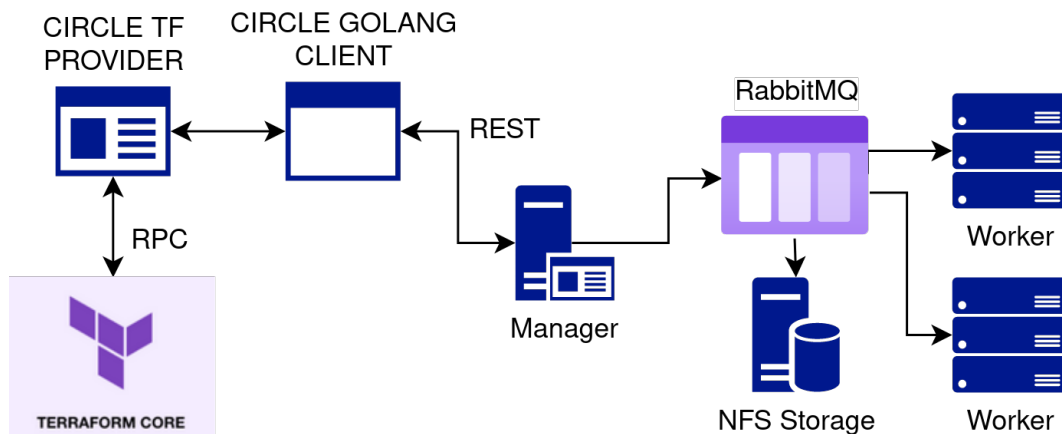 CIRCLE TF
PROVIDER
CIRCLE GOLANG
CLIENT
RabbitMQ
REST
RPC
Worker
Manager
TERRAFORM CORE
NFS Storage
Worker